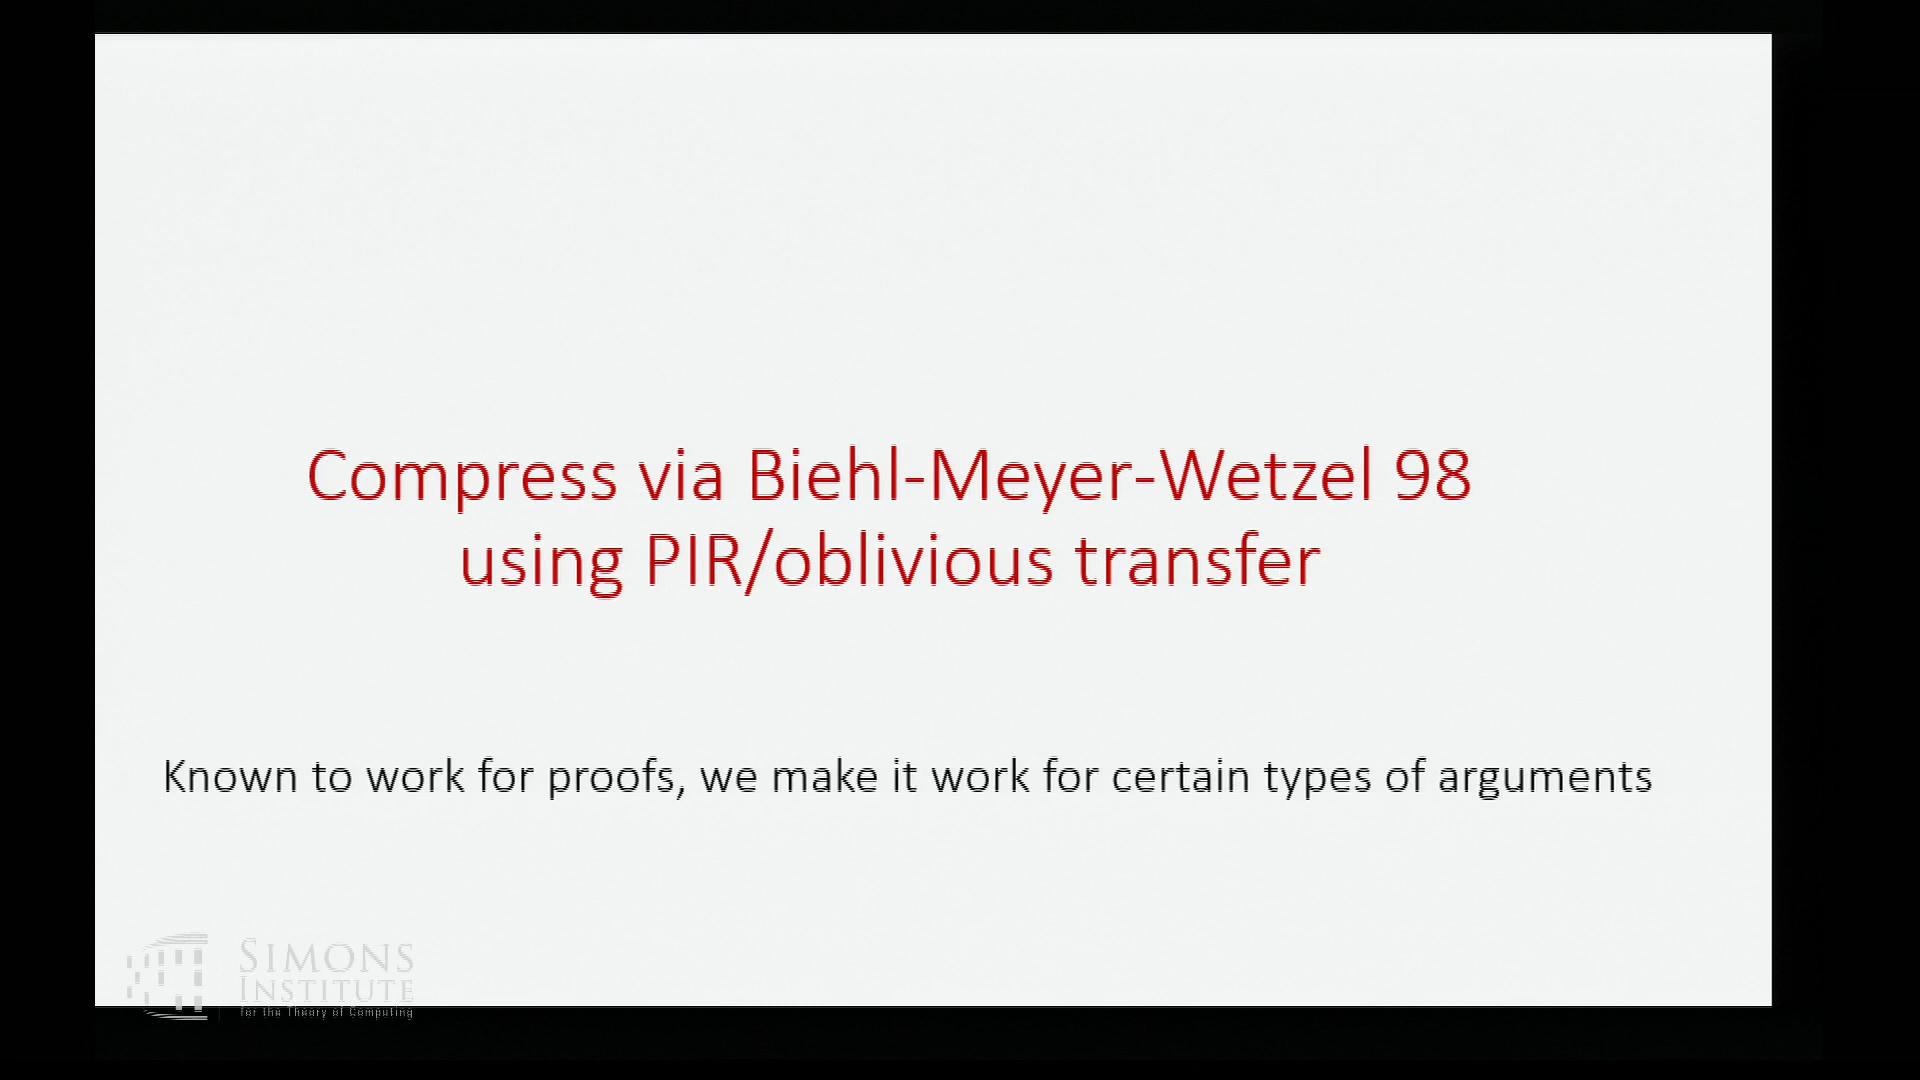 Compress via Biehl-Meyer-Wetzel 98
using PIR/oblivious transfer
Known to work for proofs, we make it work for certain types of arguments
SIMONS
INSTITUTE
for the Theory of Computing